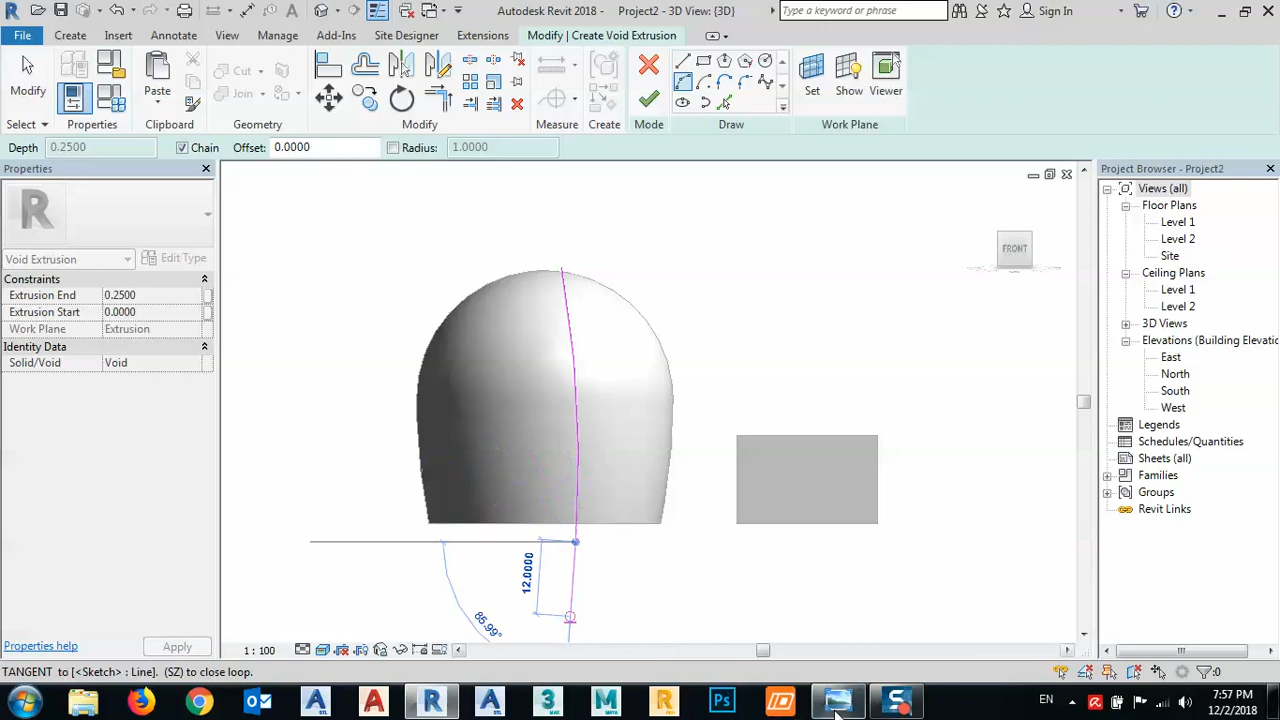 Autodesk Revit 2018 - Project2 - 3D View: {3D}
Type a keyword or phrase
Sign In
File Create Insert Annotate View Manage Add-Ins Site Designer Extensions Modify | Create Void Extrusion
Modify Paste Cut Join Create Set Show Viewer
Select Properties Clipboard Geometry Modify Measure Create Mode Draw Work Plane
Depth 0.2500 Chain Offset: 0.0000 Radius: 1.0000
Properties
Project Browser - Project2
Views (all)
Floor Plans
Level 1
Level 2
Site
Ceiling Plans
Level 1
Level 2
3D Views
Elevations (Building Elevatio
East
North
South
West
Legends
Schedules/Quantities
Sheets (all)
Families
Groups
Revit Links
Void Extrusion Edit Type
Constraints
Extrusion End 0.2500
Extrusion Start 0.0000
Work Plane Extrusion
Identity Data
Solid/Void Void
FRONT
12.0000
85.99°
Properties help Apply
1 : 100
TANGENT to [<Sketch> : Line]. (SZ) to close loop.
:0
EN
7:57 PM
12/2/2018